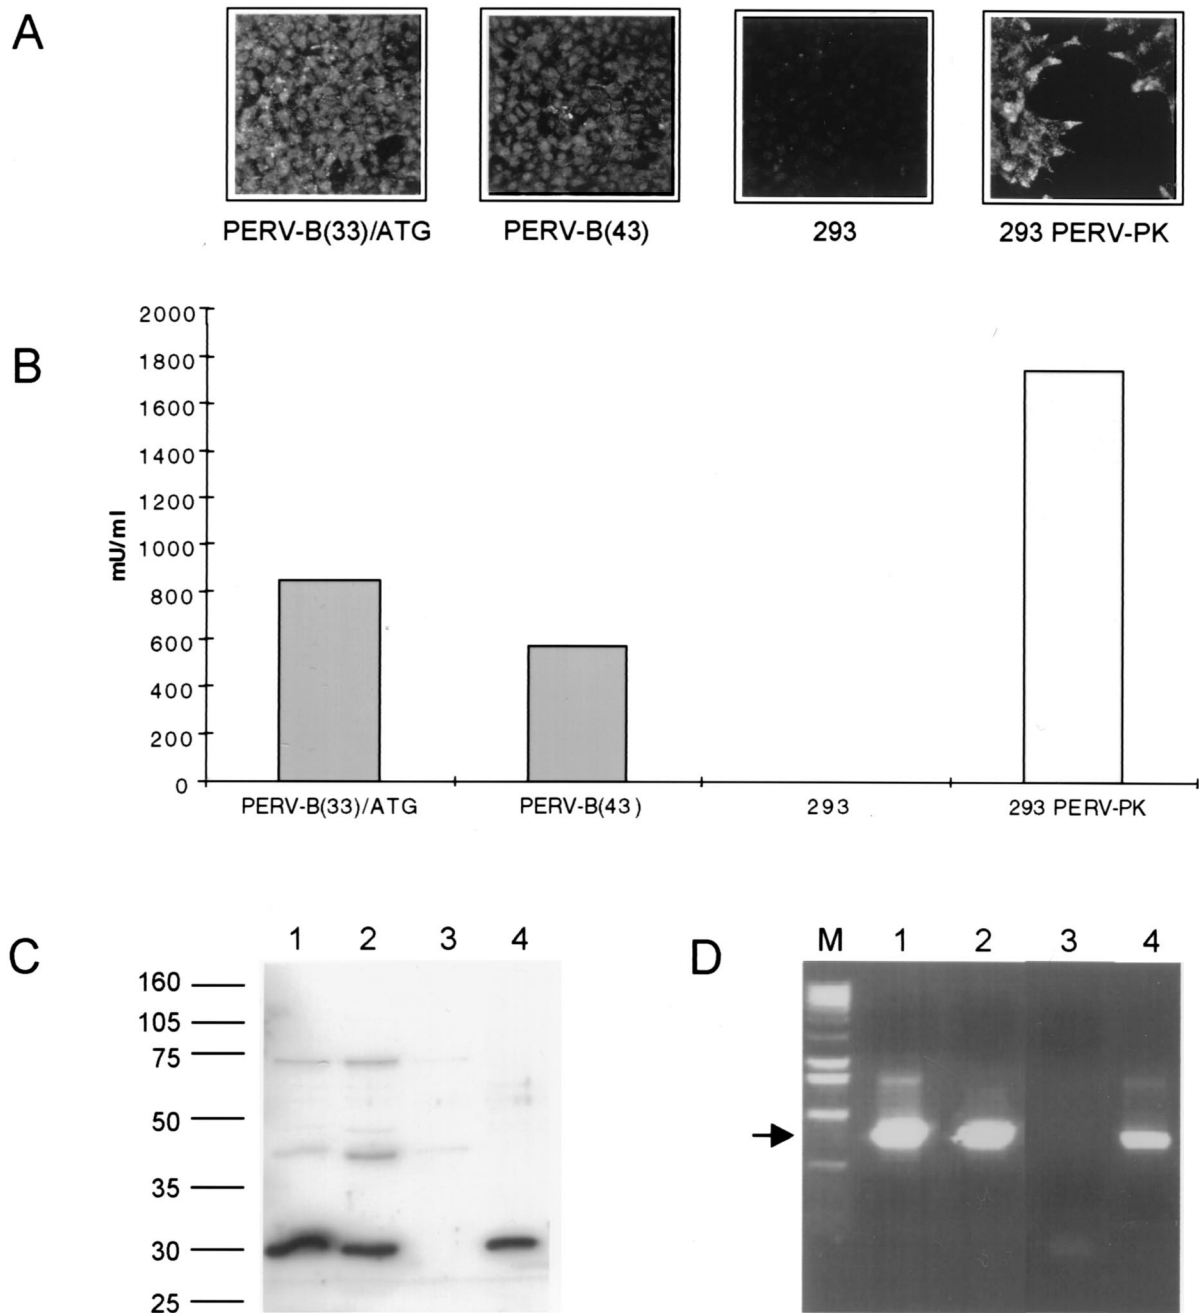 A
PERV-B(33)/ATG PERV-B(43) 293 293 PERV-PK
B
mU/ml
2000
1800
1600
1400
1200
1000
800
600
400
200
0
PERV-B(33)/ATG PERV-B(43) 293 293 PERV-PK
C
1 2 3 4
160
105
75
50
35
30
25
D
M 1 2 3 4